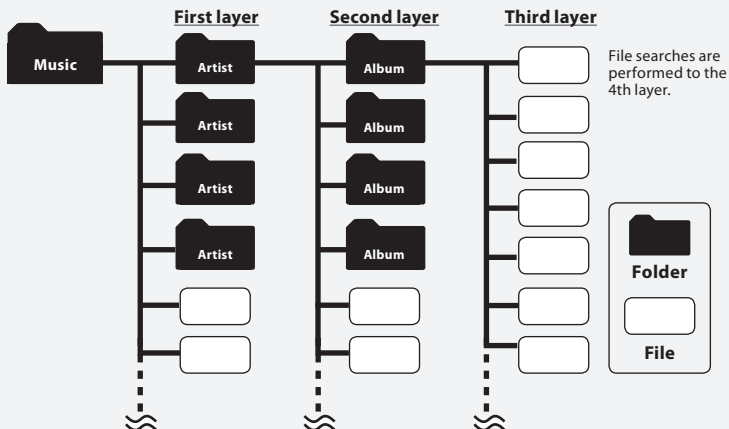 First layer
Second layer
Third layer
Music
Artist
Album
File searches are
performed to the
4th layer.
Artist
Album
Artist
Album
Artist
Album
Folder
File